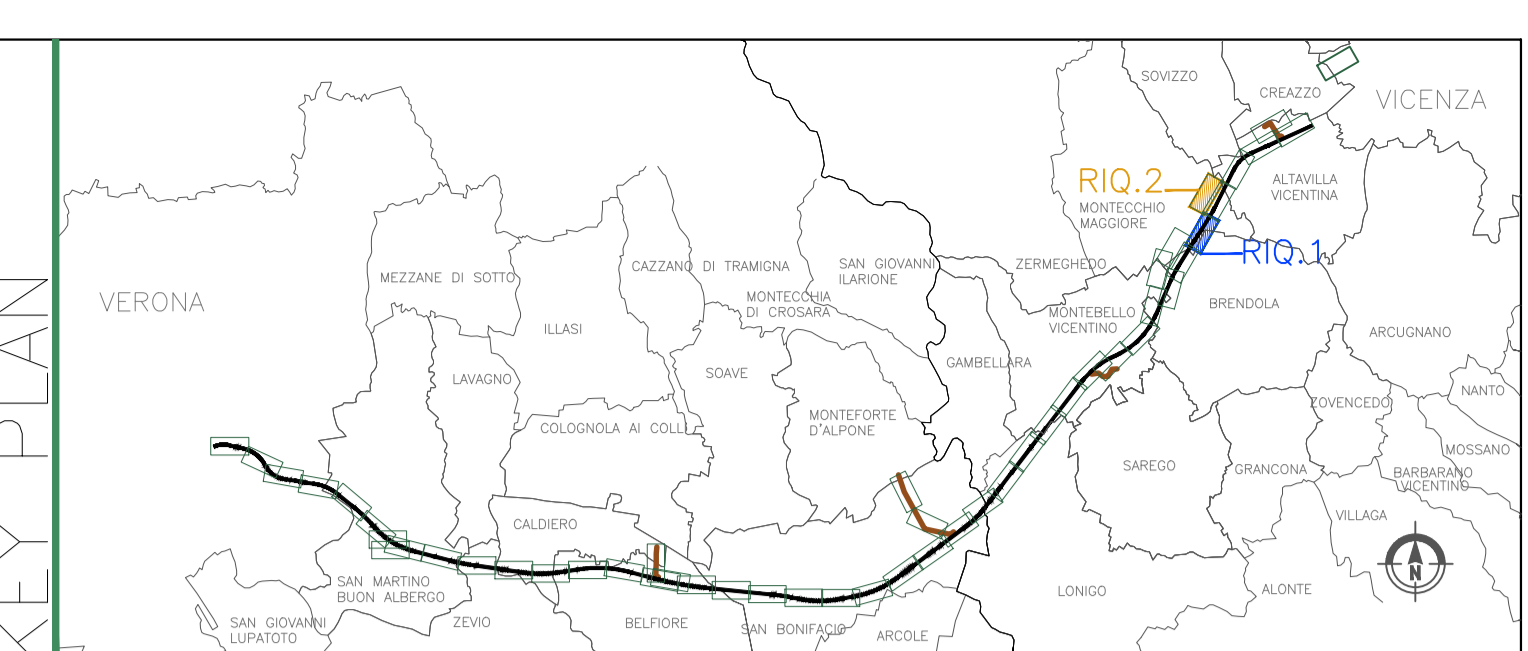 KEY PLAN
SOVIZZO
CREAZZO
VICENZA
RIQ.2
MONTECCHIO
MAGGIORE
ALTAVILLA
VICENTINA
RIQ.1
MEZZANE DI SOTTO
CAZZANO DI TRAMIGNA
SAN GIOVANNI
ILARIONE
ZERMEGHEDO
VERONA
MONTECCHIA
DI CROSARA
ILLASI
MONTEBELLO
VICENTINO
BRENDOLA
ARCUGNANO
LAVAGNO
SOAVE
GAMBELLARA
NANTO
ZOVENCEDO
COLOGNOLA AI COLLI
MONTEFORTE
D'ALPONE
MOSSANO
SAREGO
GRANCONA
BARBARANO
VICENTINO
CALDIERO
VILLAGA
N
SAN MARTINO
BUON ALBERGO
LONIGO
ALONTE
SAN GIOVANNI
LUPATOTO
ZEVIO
BELFIORE
SAN BONIFACIO
ARCOLE